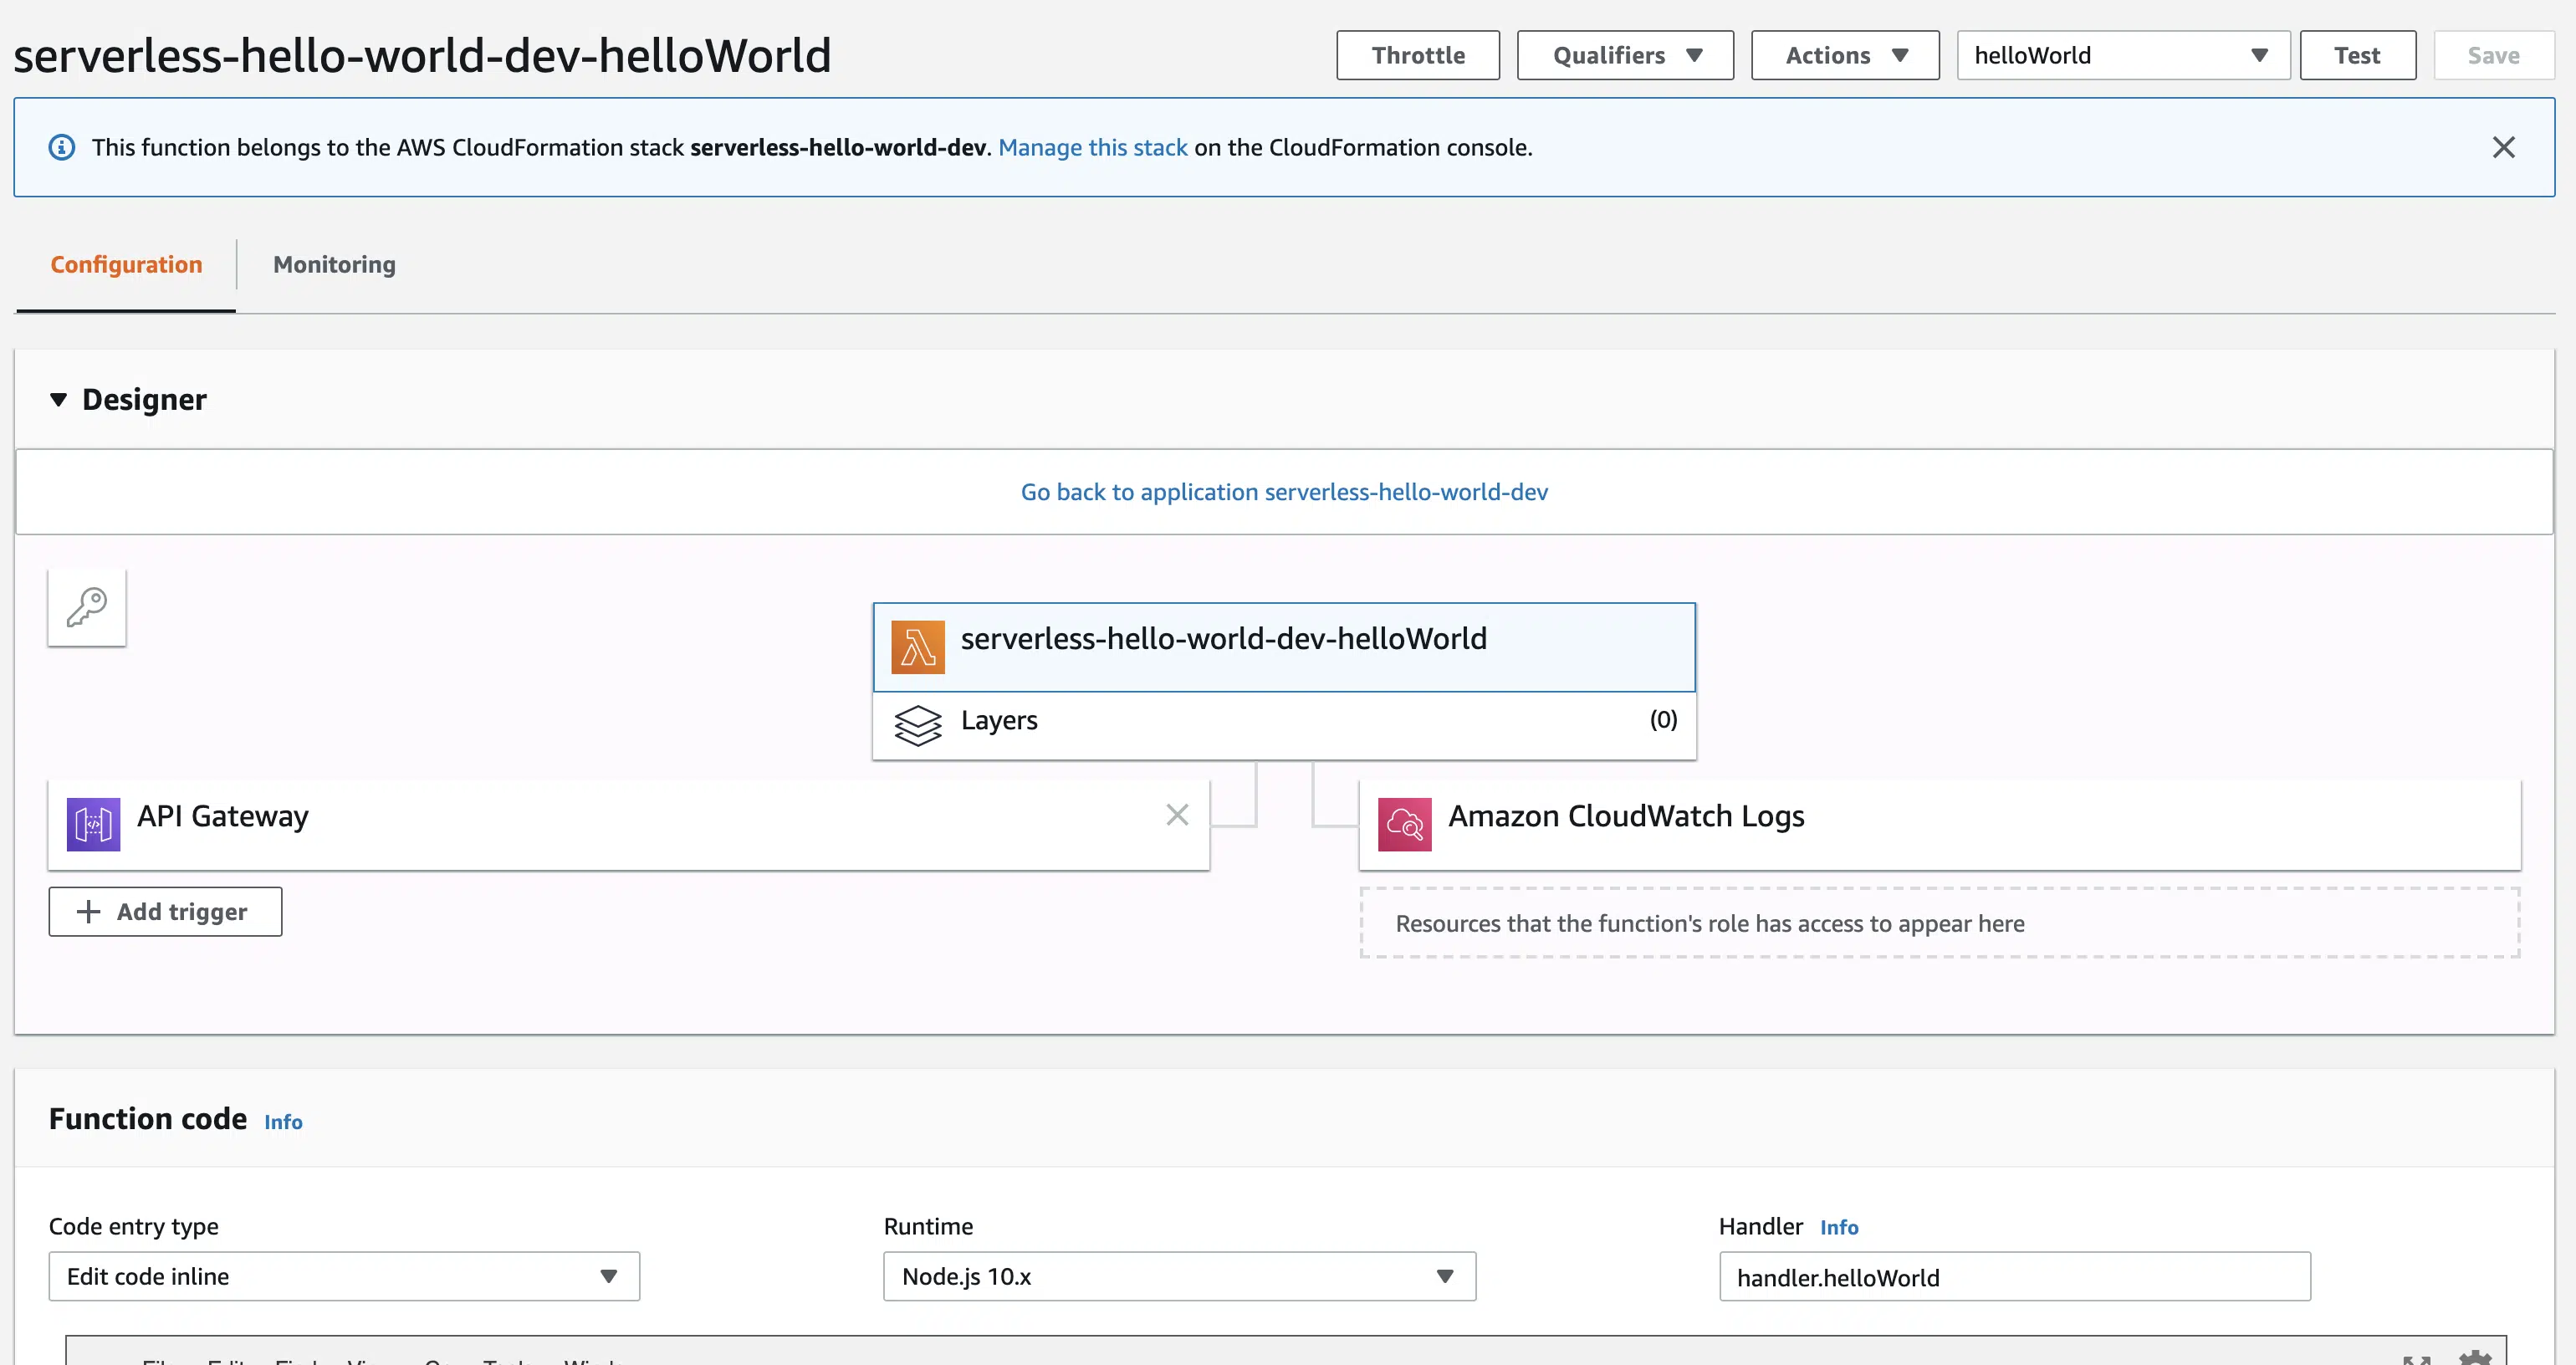 serverless-hello-world-dev-helloWorld
Throttle
Qualifiers
Actions
helloWorld
Test
Save
This function belongs to the AWS CloudFormation stack serverless-hello-world-dev. Manage this stack on the CloudFormation console.
Configuration
Monitoring
Designer
Go back to application serverless-hello-world-dev
serverless-hello-world-dev-helloWorld
Layers
(0)
API Gateway
Amazon CloudWatch Logs
Add trigger
Resources that the function's role has access to appear here
Function code Info
Code entry type
Runtime
Handler Info
Edit code inline
Node.js 10.x
handler.helloWorld